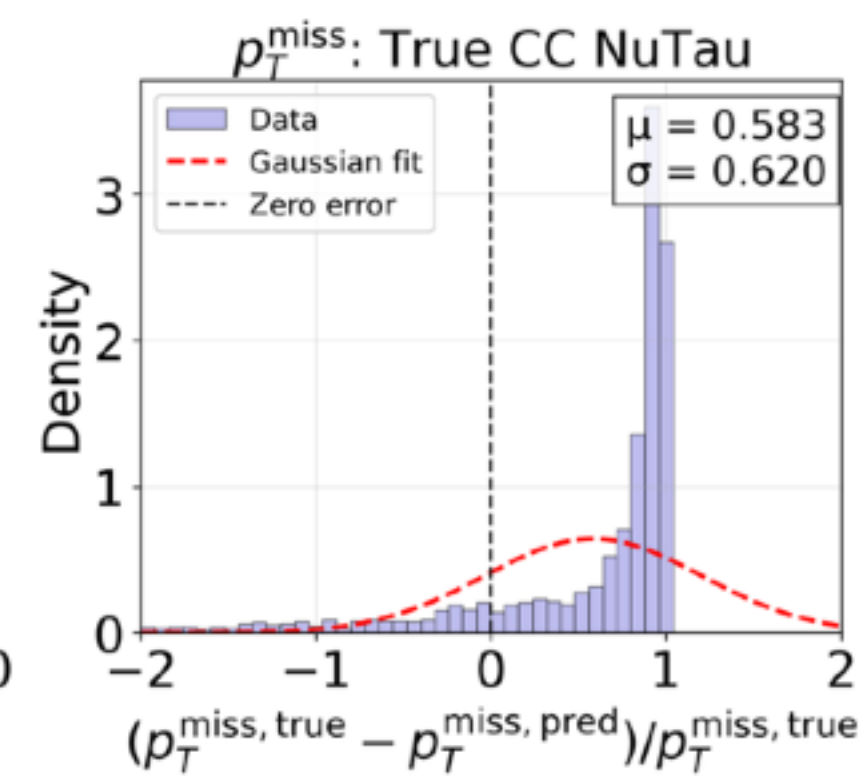 p_T^miss: True CC NuTau
Data
Gaussian fit
Zero error
μ = 0.583
σ = 0.620
Density
3
2
1
0
0
−2 −1 0 1 2
(p_T^miss, true − p_T^miss, pred)/p_T^miss, true